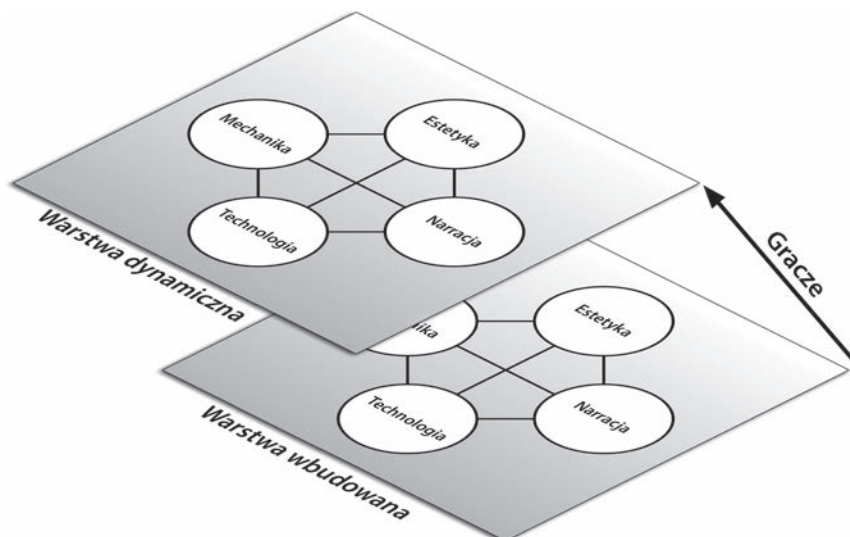 Mechanika
Estetyka
Technologia
Narracja
Warstwa dynamiczna
Gracze
Estetyka
Technologia
Narracja
Warstwa wbudowana